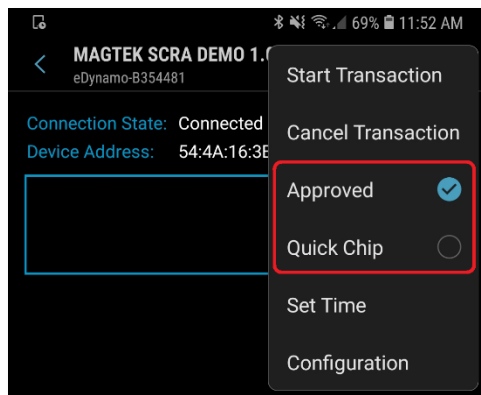 69% 11:52 AM
MAGTEK SCRA DEMO 1.0
eDynamo-B354481
Connection State: Connected
Device Address: 54:4A:16:3E
Start Transaction
Cancel Transaction
Approved
Quick Chip
Set Time
Configuration